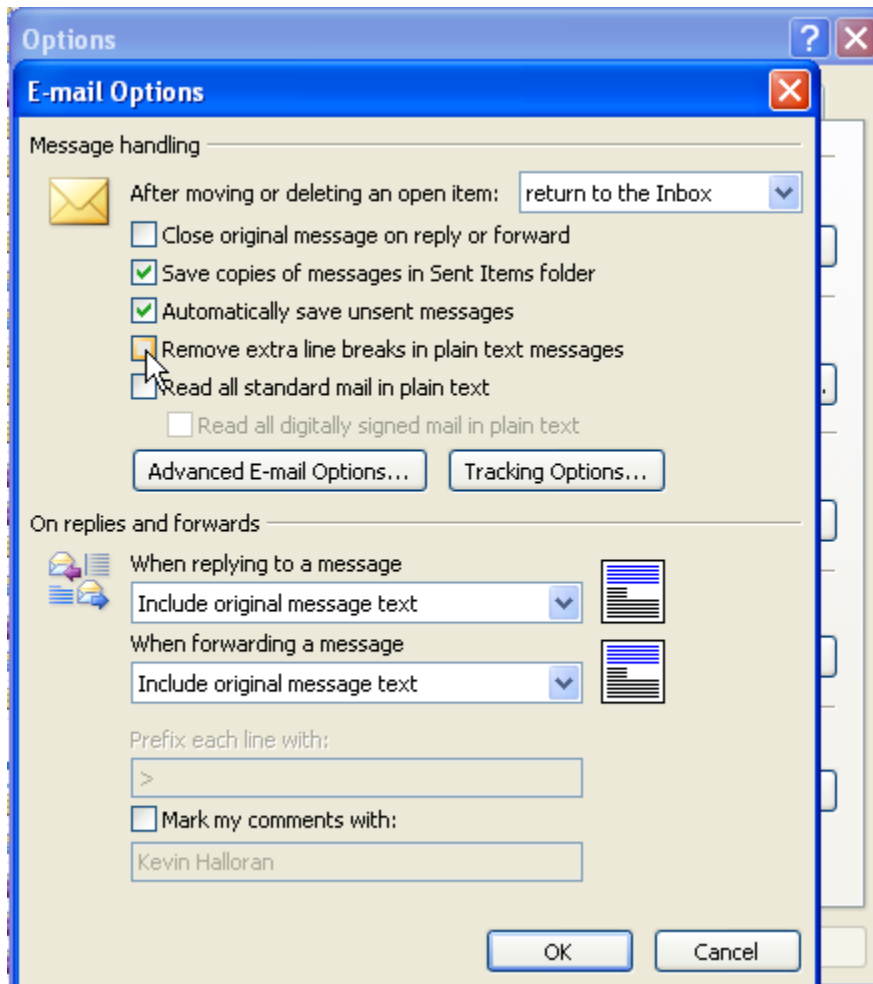 Options
E-mail Options
Message handling
After moving or deleting an open item: return to the Inbox
Close original message on reply or forward
Save copies of messages in Sent Items folder
Automatically save unsent messages
Remove extra line breaks in plain text messages
Read all standard mail in plain text
Read all digitally signed mail in plain text
Advanced E-mail Options... Tracking Options...
On replies and forwards
When replying to a message
Include original message text
When forwarding a message
Include original message text
Prefix each line with:
>
Mark my comments with:
Kevin Halloran
OK Cancel